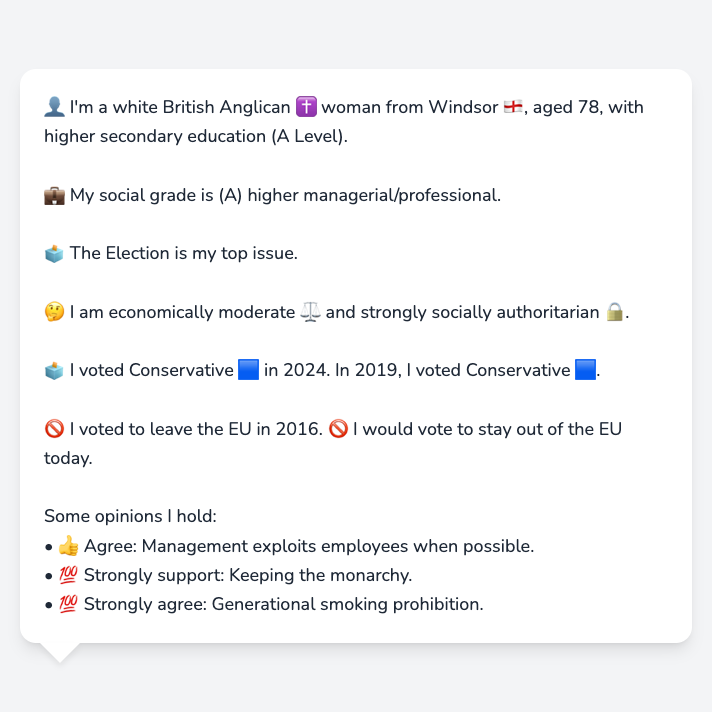 👤 I'm a white British Anglican ✝️ woman from Windsor 🏴󠁧󠁢󠁥󠁮󠁧󠁿, aged 78, with
higher secondary education (A Level).
💼 My social grade is (A) higher managerial/professional.
🗳️ The Election is my top issue.
🤔 I am economically moderate ⚖️ and strongly socially authoritarian 🔒.
🗳️ I voted Conservative 🟦 in 2024. In 2019, I voted Conservative 🟦.
🚫 I voted to leave the EU in 2016. 🚫 I would vote to stay out of the EU
today.
Some opinions I hold:
• 👍 Agree: Management exploits employees when possible.
• 💯 Strongly support: Keeping the monarchy.
• 💯 Strongly agree: Generational smoking prohibition.